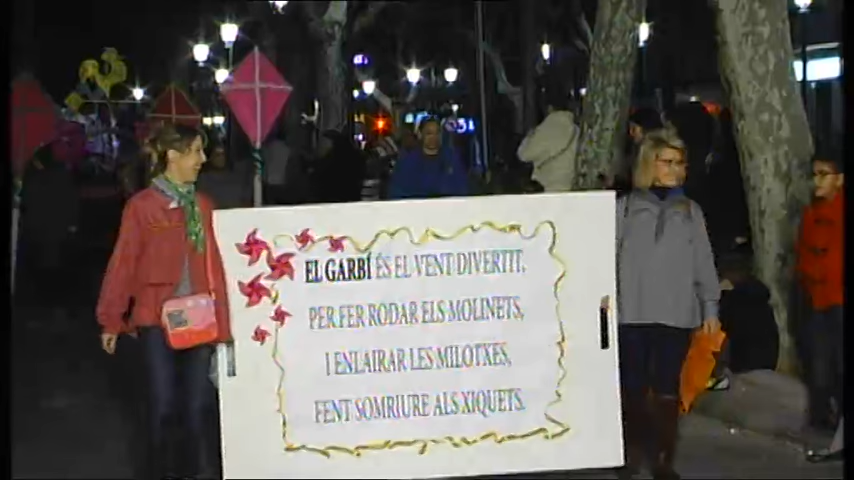 EL GARBÍ ÉS EL VENT DIVERTIT,
PER FER RODAR ELS MOLINETS,
I ENLAIRAR LES MILOTXES,
FENT SOMRIURE ALS XIQUETS.